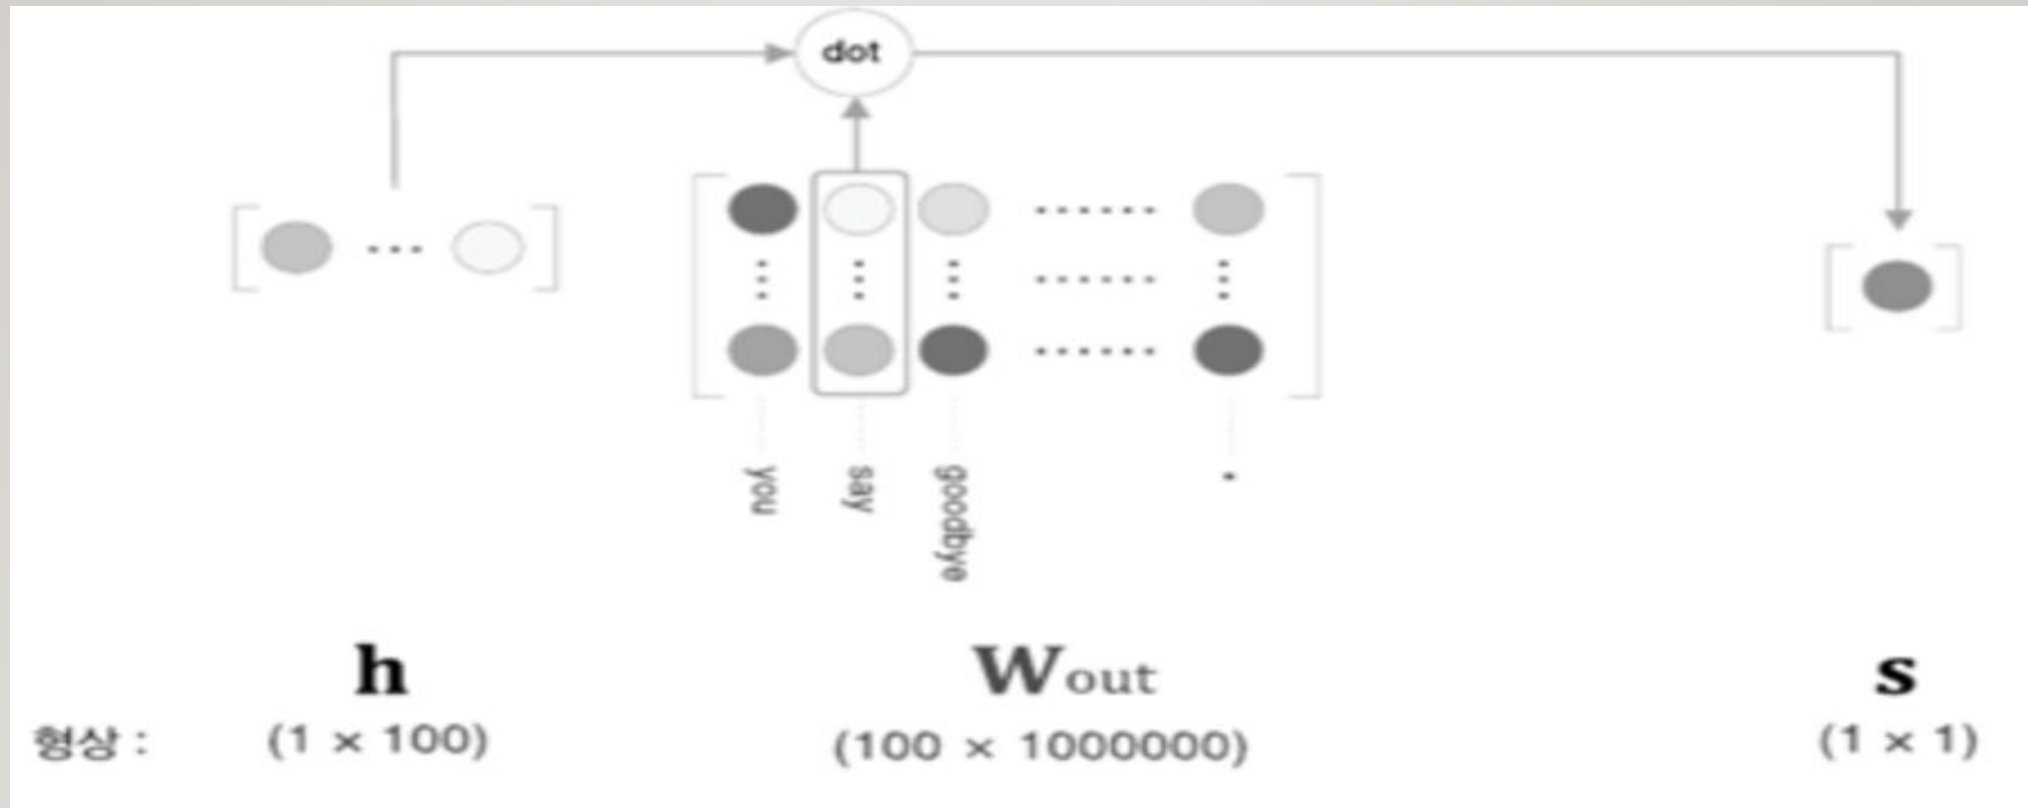 dot
you
say
goodbye
.
h
Wout
s
형상 : (1 × 100) (100 × 1000000) (1 × 1)